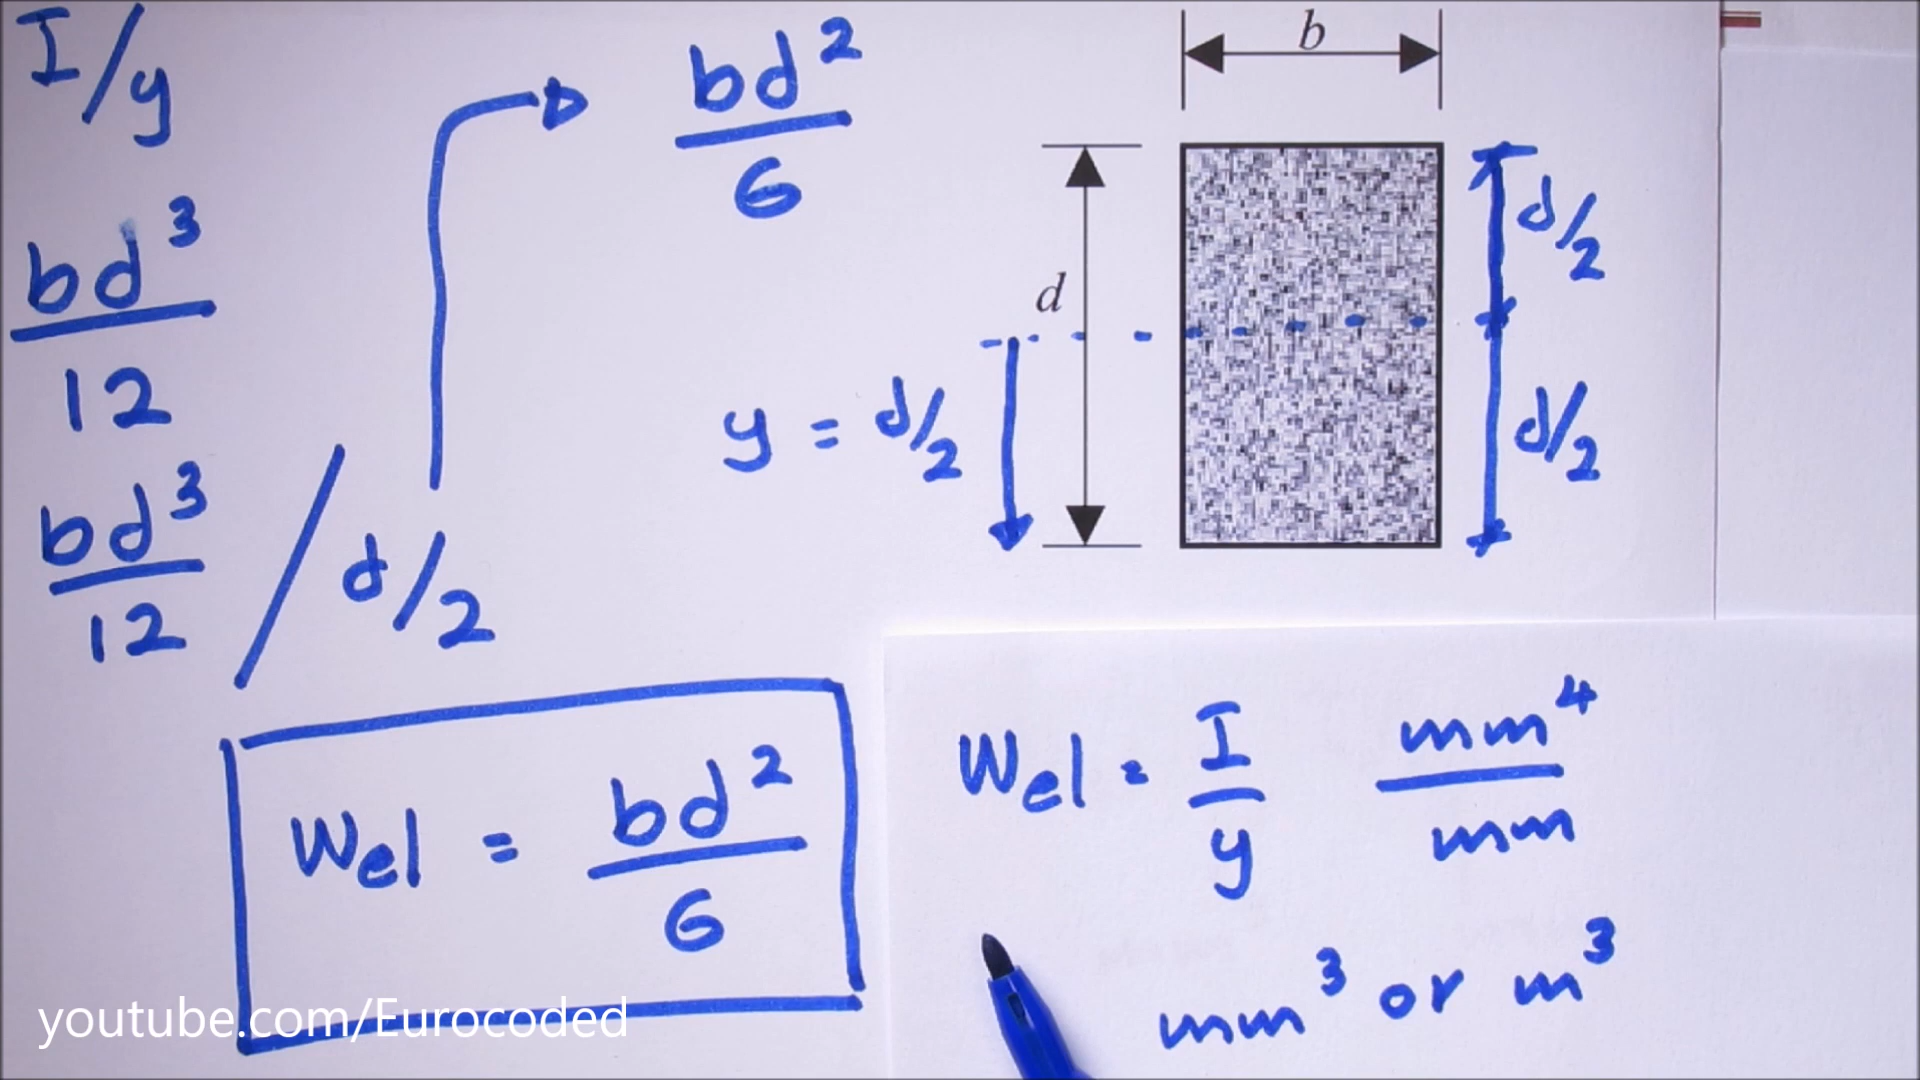 I/y
bd³/12
bd³/12 / d/2
bd²/6
b
d
d/2
d/2
y = d/2
Wel = bd²/6
Wel = I/y mm⁴/mm
mm³ or m³
youtube.com/Eurocoded